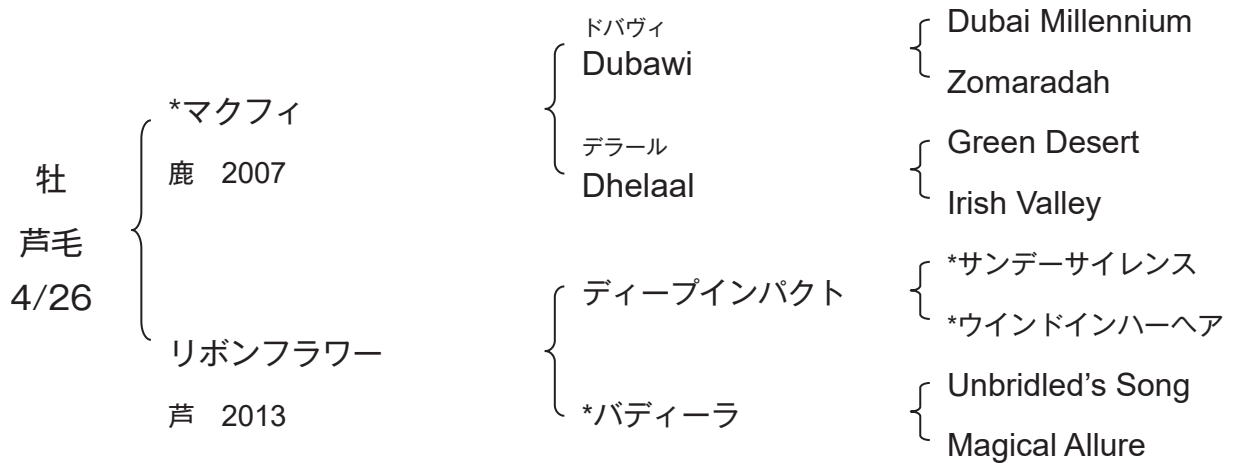 牡
芦毛
4/26
*マクフィ
鹿　2007
リボンフラワー
芦　2013
ドバヴィ
Dubawi
デラール
Dhelaal
ディープインパクト
*バディーラ
Dubai Millennium
Zomaradah
Green Desert
Irish Valley
*サンデーサイレンス
*ウインドインハーヘア
Unbridled’s Song
Magical Allure